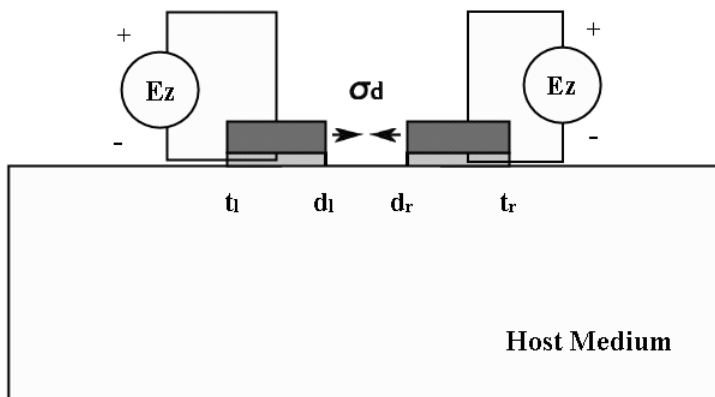 + +
Ez Ez
σd
- -
tl dl dr tr
Host Medium